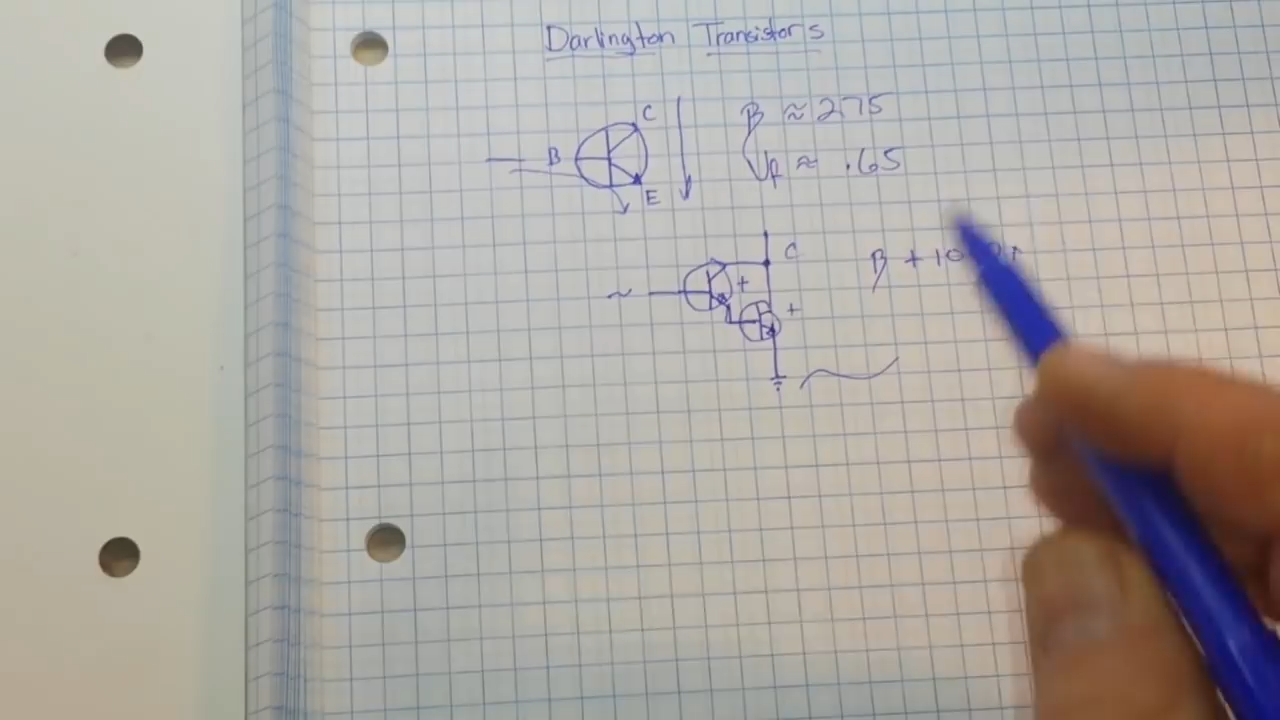 Darlington Transistors
C
B
E
β ≈ 275
Vf ≈ .65
C
β + 10
+
+
~